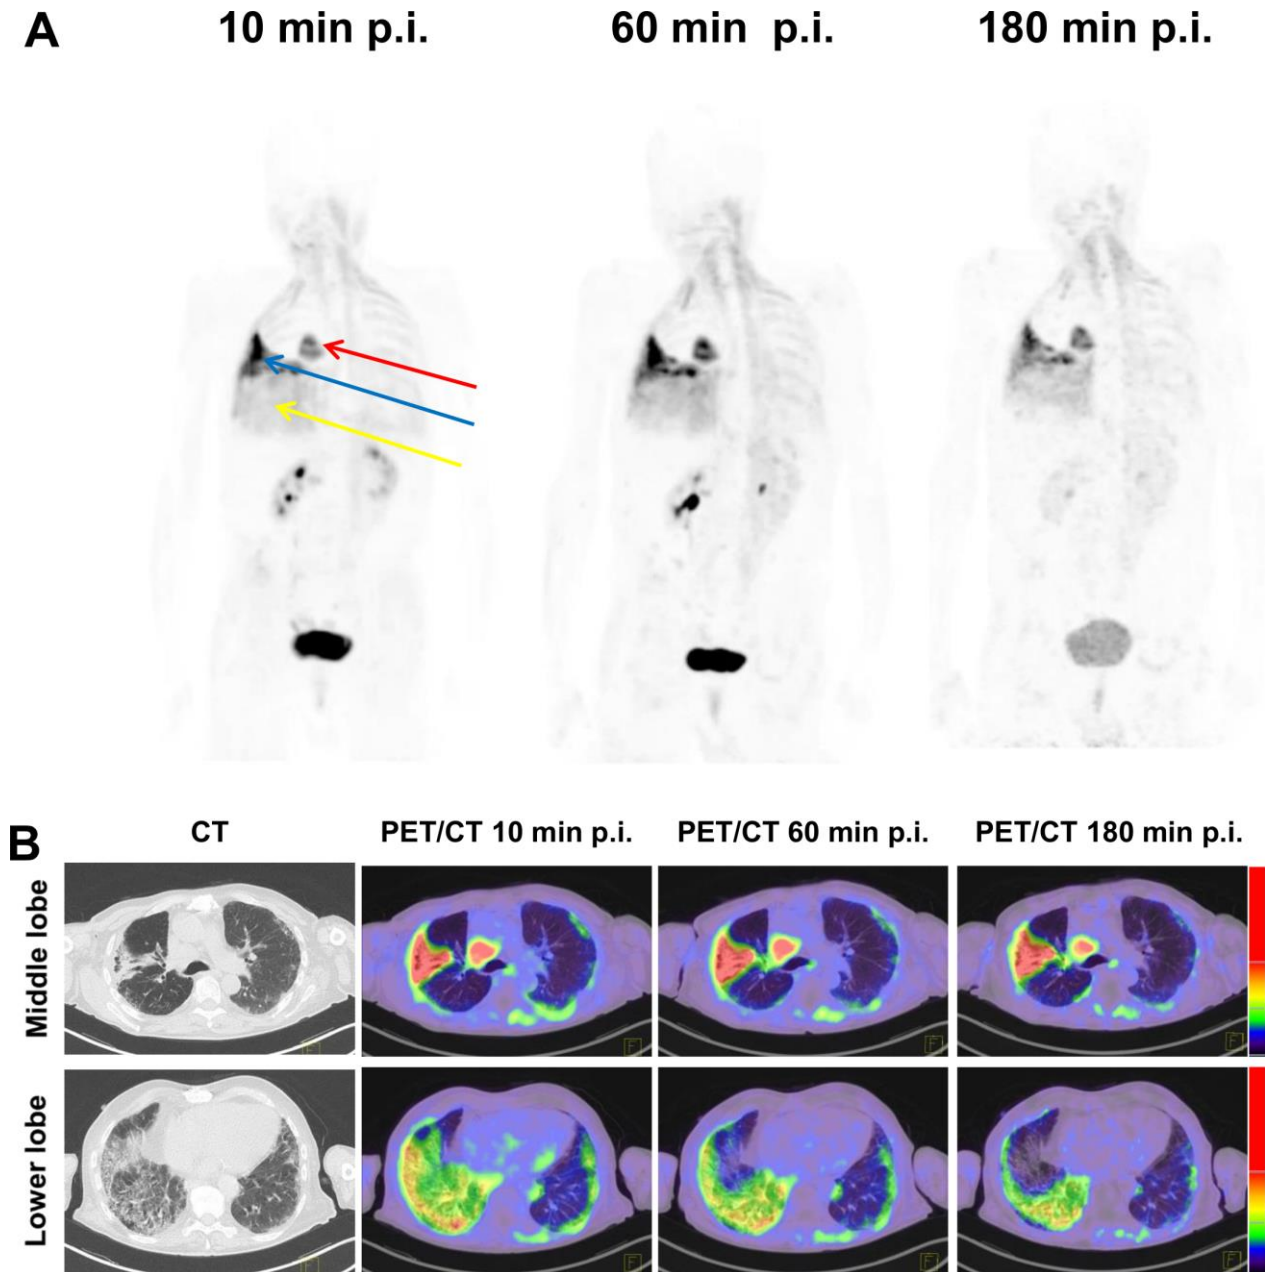 A
10 min p.i.
60 min p.i.
180 min p.i.
B
CT
PET/CT 10 min p.i.
PET/CT 60 min p.i.
PET/CT 180 min p.i.
Middle lobe
F
F
F
F
Lower lobe
F
F
F